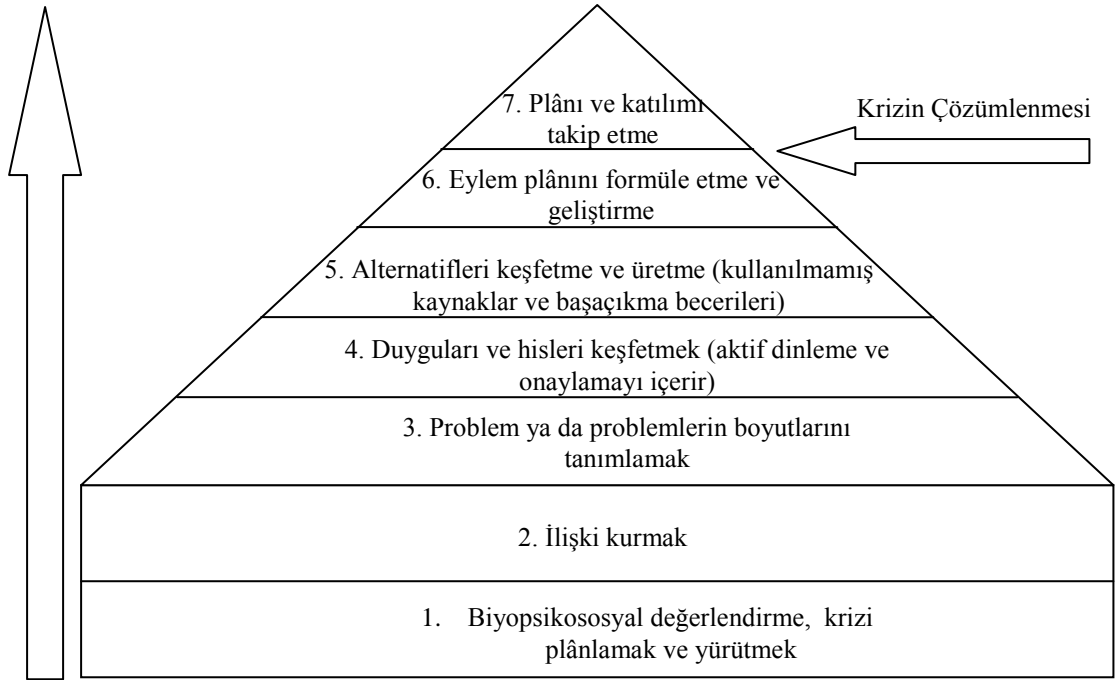 7. Plânı ve katılımı
takip etme
Krizin Çözümlenmesi
6. Eylem plânını formüle etme ve
geliştirme
5. Alternatifleri keşfetme ve üretme (kullanılmamış
kaynaklar ve başaçıkma becerileri)
4. Duyguları ve hisleri keşfetmek (aktif dinleme ve
onaylamayı içerir)
3. Problem ya da problemlerin boyutlarını
tanımlamak
2. İlişki kurmak
1. Biyopsikososyal değerlendirme, krizi
plânlamak ve yürütmek